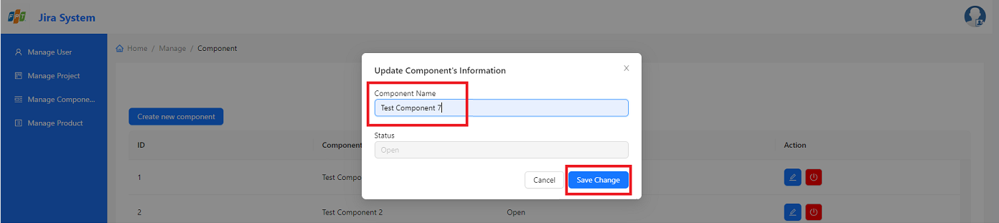 FPT Jira System
Manage User
Manage Project
Manage Compone...
Manage Product
Home / Manage / Component
Create new component
ID Component Action
1 Test Compo
2 Test Component 2 Open
Update Component's Information
Component Name
Test Component 7
Status
Open
Cancel Save Change